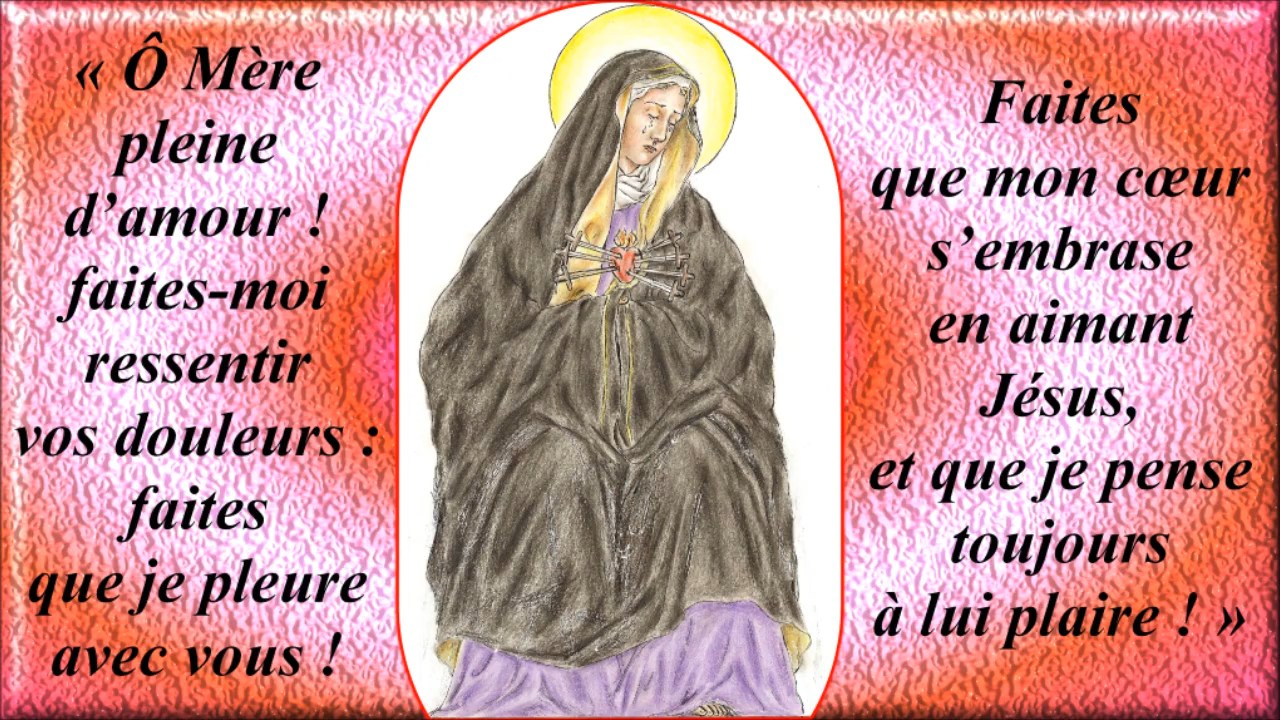 « Ô Mère
pleine
d’amour !
faites-moi
ressentir
vos douleurs :
faites
que je pleure
avec vous !
Faites
que mon cœur
s’embrase
en aimant
Jésus,
et que je pense
toujours
à lui plaire ! »